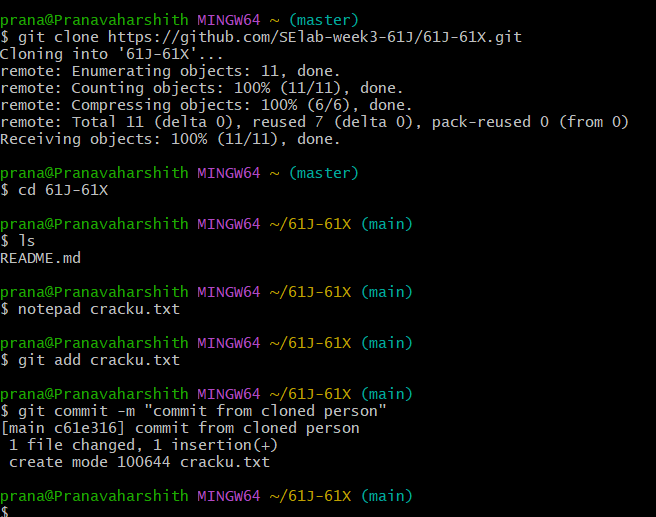 prana@Pranavaharshith MINGW64 ~ (master)
$ git clone https://github.com/SElab-week3-61J/61J-61X.git
Cloning into '61J-61X'...
remote: Enumerating objects: 11, done.
remote: Counting objects: 100% (11/11), done.
remote: Compressing objects: 100% (6/6), done.
remote: Total 11 (delta 0), reused 7 (delta 0), pack-reused 0 (from 0)
Receiving objects: 100% (11/11), done.
prana@Pranavaharshith MINGW64 ~ (master)
$ cd 61J-61X
prana@Pranavaharshith MINGW64 ~/61J-61X (main)
$ ls
README.md
prana@Pranavaharshith MINGW64 ~/61J-61X (main)
$ notepad cracku.txt
prana@Pranavaharshith MINGW64 ~/61J-61X (main)
$ git add cracku.txt
prana@Pranavaharshith MINGW64 ~/61J-61X (main)
$ git commit -m "commit from cloned person"
[main c61e316] commit from cloned person
 1 file changed, 1 insertion(+)
 create mode 100644 cracku.txt
prana@Pranavaharshith MINGW64 ~/61J-61X (main)
$